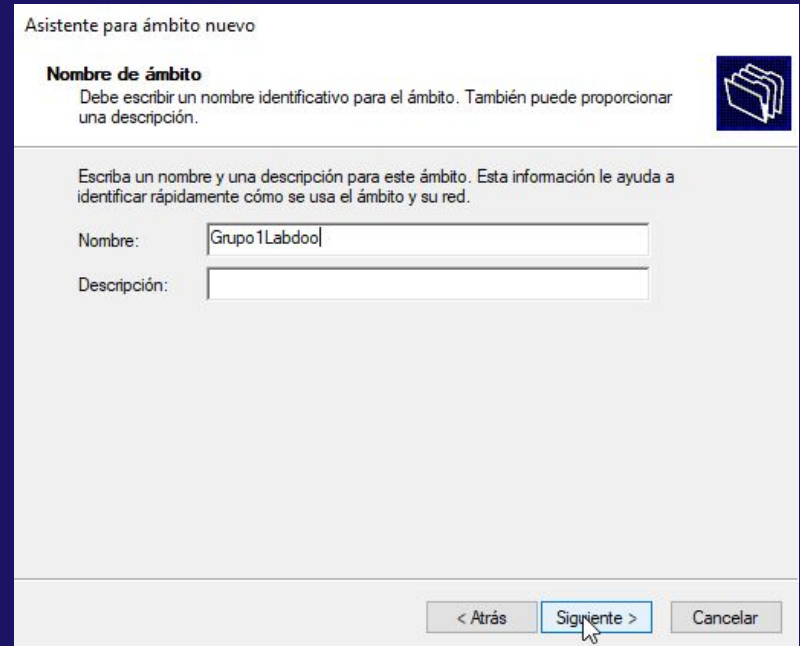 Asistente para ámbito nuevo
Nombre de ámbito
Debe escribir un nombre identificativo para el ámbito. También puede proporcionar
una descripción.
Escriba un nombre y una descripción para este ámbito. Esta información le ayuda a
identificar rápidamente cómo se usa el ámbito y su red.
Nombre: Grupo1Labdoo
Descripción:
< Atrás Siguiente > Cancelar